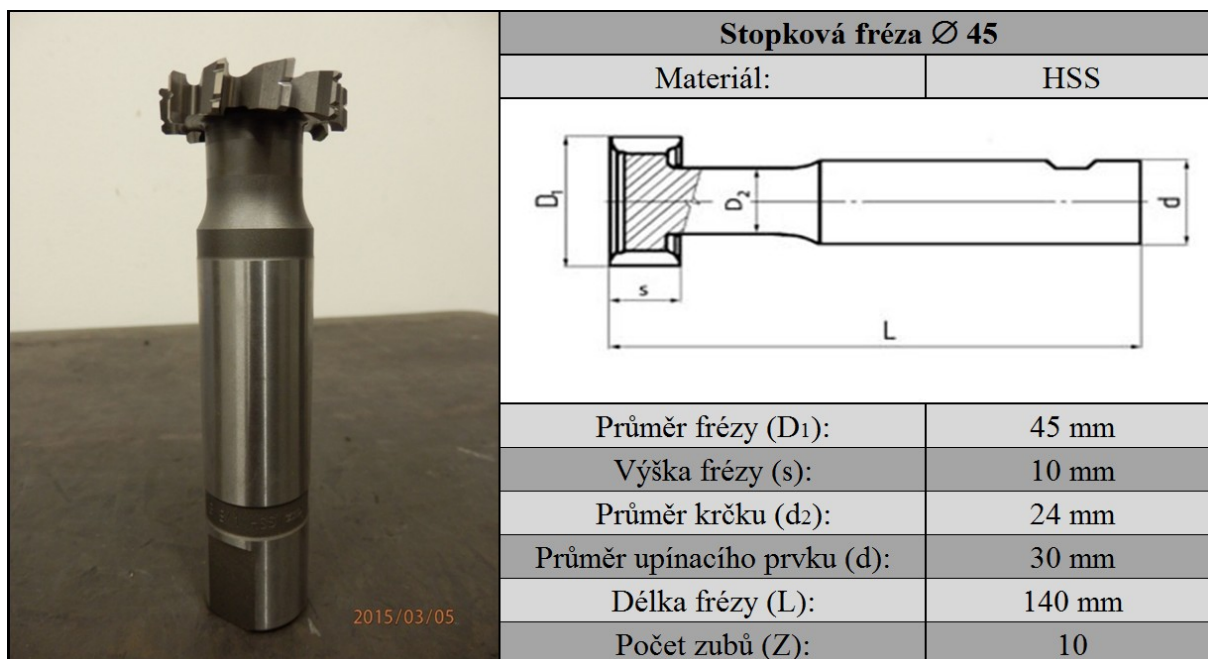 Stopková fréza ∅ 45
Materiál: HSS
D1
D2
d
s
L
Průměr frézy (D1): 45 mm
Výška frézy (s): 10 mm
Průměr krčku (d2): 24 mm
Průměr upínacího prvku (d): 30 mm
Délka frézy (L): 140 mm
Počet zubů (Z): 10
2015/03/05